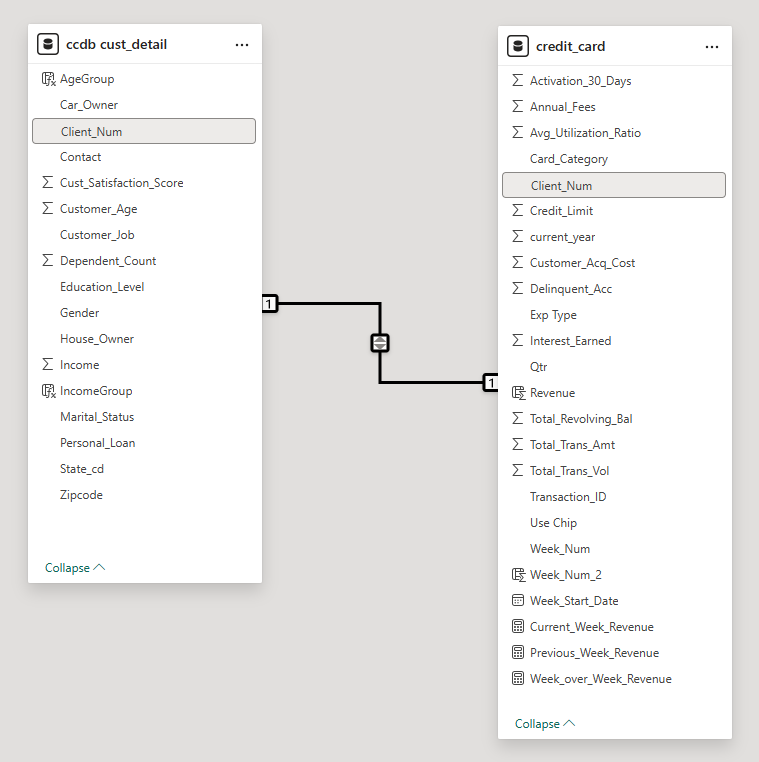 ccdb cust_detail
AgeGroup
Car_Owner
Client_Num
Contact
Cust_Satisfaction_Score
Customer_Age
Customer_Job
Dependent_Count
Education_Level
Gender
House_Owner
Income
IncomeGroup
Marital_Status
Personal_Loan
State_cd
Zipcode
Collapse
1
1
credit_card
Activation_30_Days
Annual_Fees
Avg_Utilization_Ratio
Card_Category
Client_Num
Credit_Limit
current_year
Customer_Acq_Cost
Delinquent_Acc
Exp Type
Interest_Earned
Qtr
Revenue
Total_Revolving_Bal
Total_Trans_Amt
Total_Trans_Vol
Transaction_ID
Use Chip
Week_Num
Week_Num_2
Week_Start_Date
Current_Week_Revenue
Previous_Week_Revenue
Week_over_Week_Revenue
Collapse